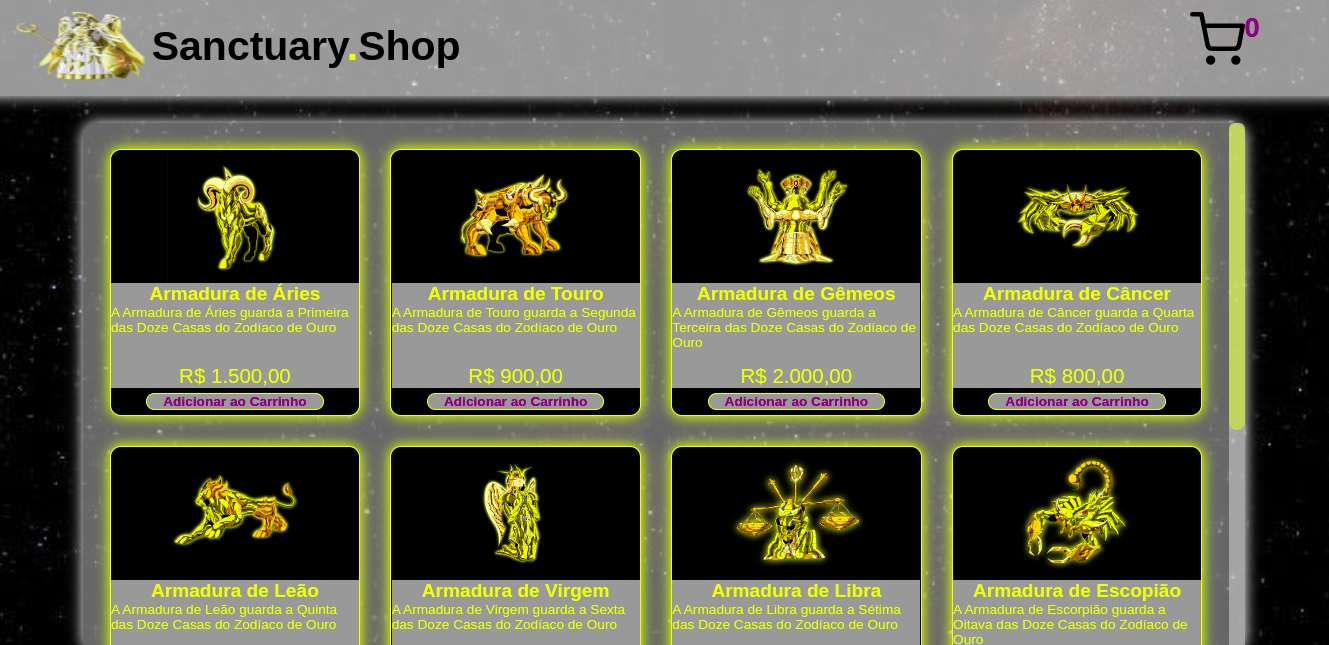 Sanctuary.Shop
0
Armadura de Áries
A Armadura de Áries guarda a Primeira
das Doze Casas do Zodíaco de Ouro
R$ 1.500,00
Adicionar ao Carrinho
Armadura de Touro
A Armadura de Touro guarda a Segunda
das Doze Casas do Zodíaco de Ouro
R$ 900,00
Adicionar ao Carrinho
Armadura de Gêmeos
A Armadura de Gêmeos guarda a
Terceira das Doze Casas do Zodíaco de
Ouro
R$ 2.000,00
Adicionar ao Carrinho
Armadura de Câncer
A Armadura de Câncer guarda a Quarta
das Doze Casas do Zodíaco de Ouro
R$ 800,00
Adicionar ao Carrinho
Armadura de Leão
A Armadura de Leão guarda a Quinta
das Doze Casas do Zodíaco de Ouro
Armadura de Virgem
A Armadura de Virgem guarda a Sexta
das Doze Casas do Zodíaco de Ouro
Armadura de Libra
A Armadura de Libra guarda a Sétima
das Doze Casas do Zodíaco de Ouro
Armadura de Escopião
A Armadura de Escorpião guarda a
Oitava das Doze Casas do Zodíaco de
Ouro